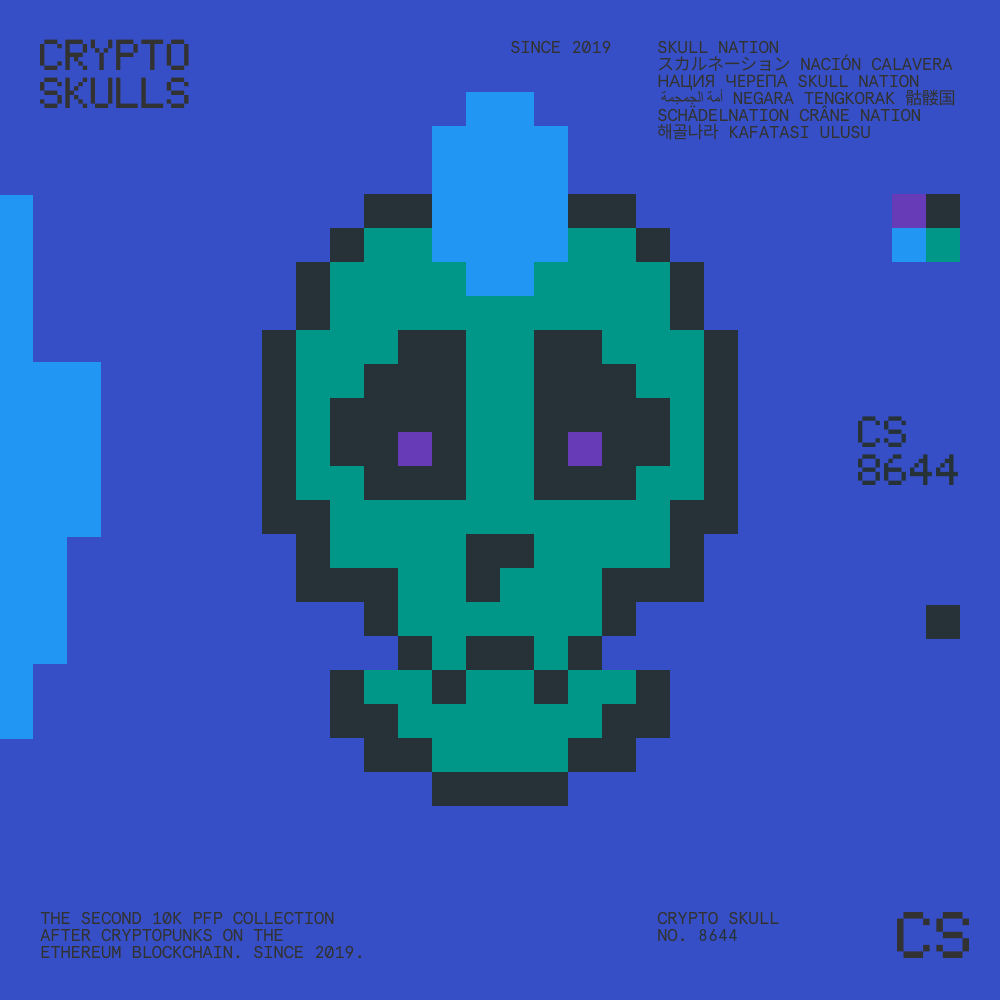 CRYPTO
SKULLS
SINCE 2019
SKULL NATION
スカルネーション NACIÓN CALAVERA
НАЦИЯ ЧЕРЕПА SKULL NATION
أمة الجمجمة NEGARA TENGKORAK 骷髅国
SCHÄDELNATION CRÂNE NATION
해골나라 KAFATASI ULUSU
CS
8644
THE SECOND 10K PFP COLLECTION
AFTER CRYPTOPUNKS ON THE
ETHEREUM BLOCKCHAIN. SINCE 2019.
CRYPTO SKULL
NO. 8644
CS